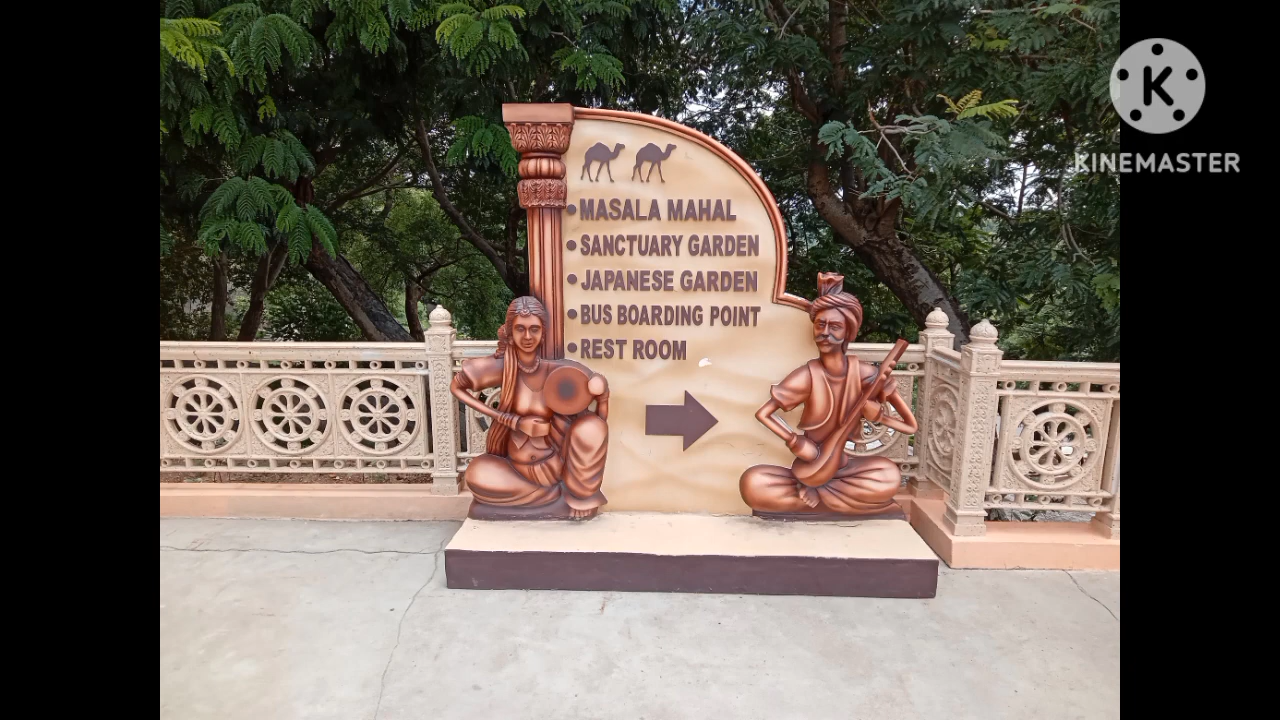 • MASALA MAHAL
• SANCTUARY GARDEN
• JAPANESE GARDEN
• BUS BOARDING POINT
• REST ROOM
K
KINEMASTER